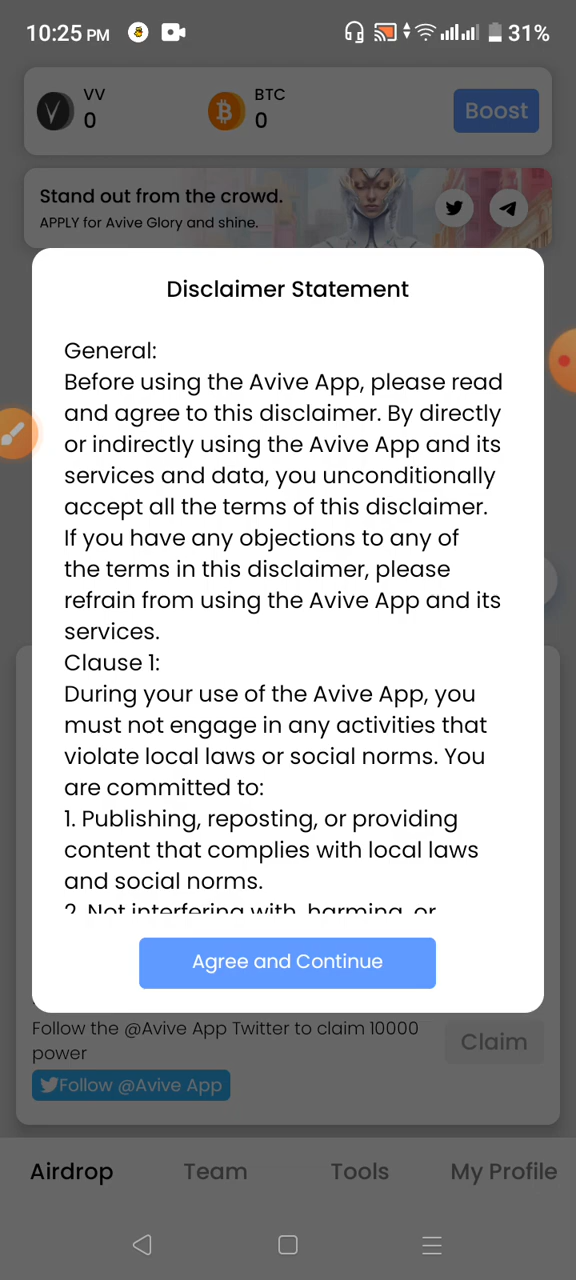 10:25 PM
31%
VV
0
BTC
0
Boost
Stand out from the crowd.
APPLY for Avive Glory and shine.
Disclaimer Statement
General:
Before using the Avive App, please read
and agree to this disclaimer. By directly
or indirectly using the Avive App and its
services and data, you unconditionally
accept all the terms of this disclaimer.
If you have any objections to any of
the terms in this disclaimer, please
refrain from using the Avive App and its
services.
Clause 1:
During your use of the Avive App, you
must not engage in any activities that
violate local laws or social norms. You
are committed to:
1. Publishing, reposting, or providing
content that complies with local laws
and social norms.
2. Not interfering with, harming, or
Agree and Continue
Follow the @Avive App Twitter to claim 10000
power
Claim
Follow @Avive App
Airdrop
Team
Tools
My Profile